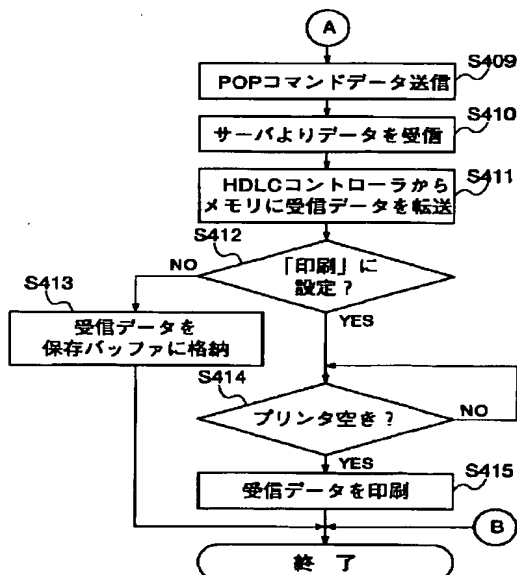 A
S409
POPコマンドデータ送信
S410
サーバよりデータを受信
S411
HDLCコントローラから
メモリに受信データを転送
S412
「印刷」に
設定？
NO
YES
S413
受信データを
保存バッファに格納
S414
プリンタ空き？
NO
YES
S415
受信データを印刷
B
終了